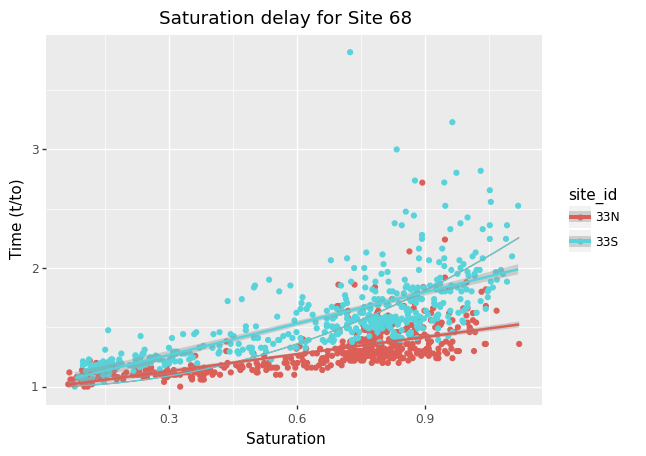 Saturation delay for Site 68
Time (t/to)
3
2
1
0.3 0.6 0.9
Saturation
site_id
33N
33S